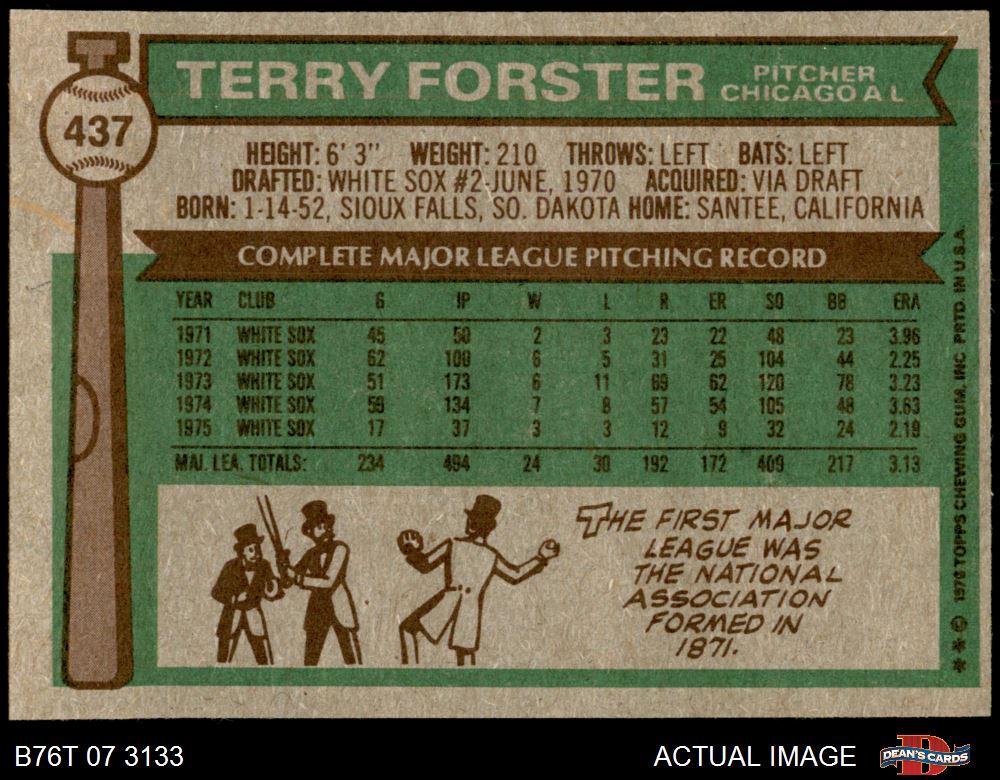 437
TERRY FORSTER
PITCHER
CHICAGO A L
HEIGHT: 6' 3" WEIGHT: 210 THROWS: LEFT BATS: LEFT
DRAFTED: WHITE SOX #2-JUNE, 1970 ACQUIRED: VIA DRAFT
BORN: 1-14-52, SIOUX FALLS, SO. DAKOTA HOME: SANTEE, CALIFORNIA
COMPLETE MAJOR LEAGUE PITCHING RECORD
YEAR CLUB G IP W L R ER SO BB ERA
1971 WHITE SOX 45 50 2 3 23 22 48 23 3.96
1972 WHITE SOX 62 100 6 5 31 25 104 44 2.25
1973 WHITE SOX 51 173 6 11 69 62 120 78 3.23
1974 WHITE SOX 59 134 7 8 57 54 105 48 3.63
1975 WHITE SOX 17 37 3 3 12 9 32 24 2.19
MAJ. LEA. TOTALS: 234 494 24 30 192 172 409 217 3.13
THE FIRST MAJOR
LEAGUE WAS
THE NATIONAL
ASSOCIATION
FORMED IN
1871.
** © 1976 TOPPS CHEWING GUM, INC. PRTD. IN U.S.A.
B76T 07 3133
ACTUAL IMAGE
D
DEAN'S CARDS